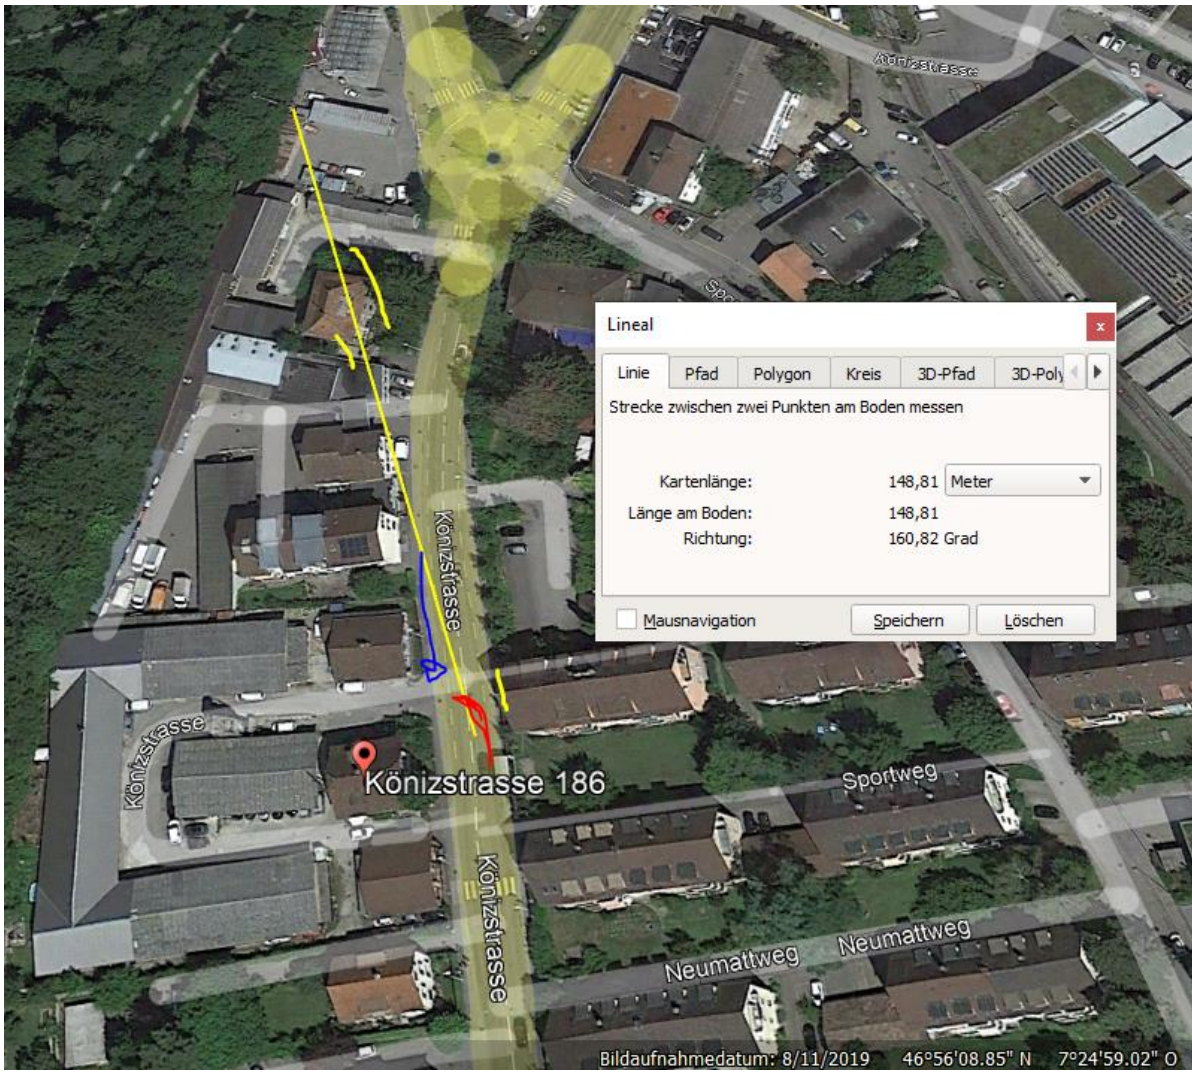 Könizstrasse
Spo
Lineal
x
Linie Pfad Polygon Kreis 3D-Pfad 3D-Poly
Strecke zwischen zwei Punkten am Boden messen
Kartenlänge: 148,81 Meter
Länge am Boden: 148,81
Richtung: 160,82 Grad
Mausnavigation Speichern Löschen
Könizstrasse
Könizstrasse
Könizstrasse 186
Sportweg
Könizstrasse
Neumattweg Neumattweg
Bildaufnahmedatum: 8/11/2019 46°56'08.85" N 7°24'59.02" O